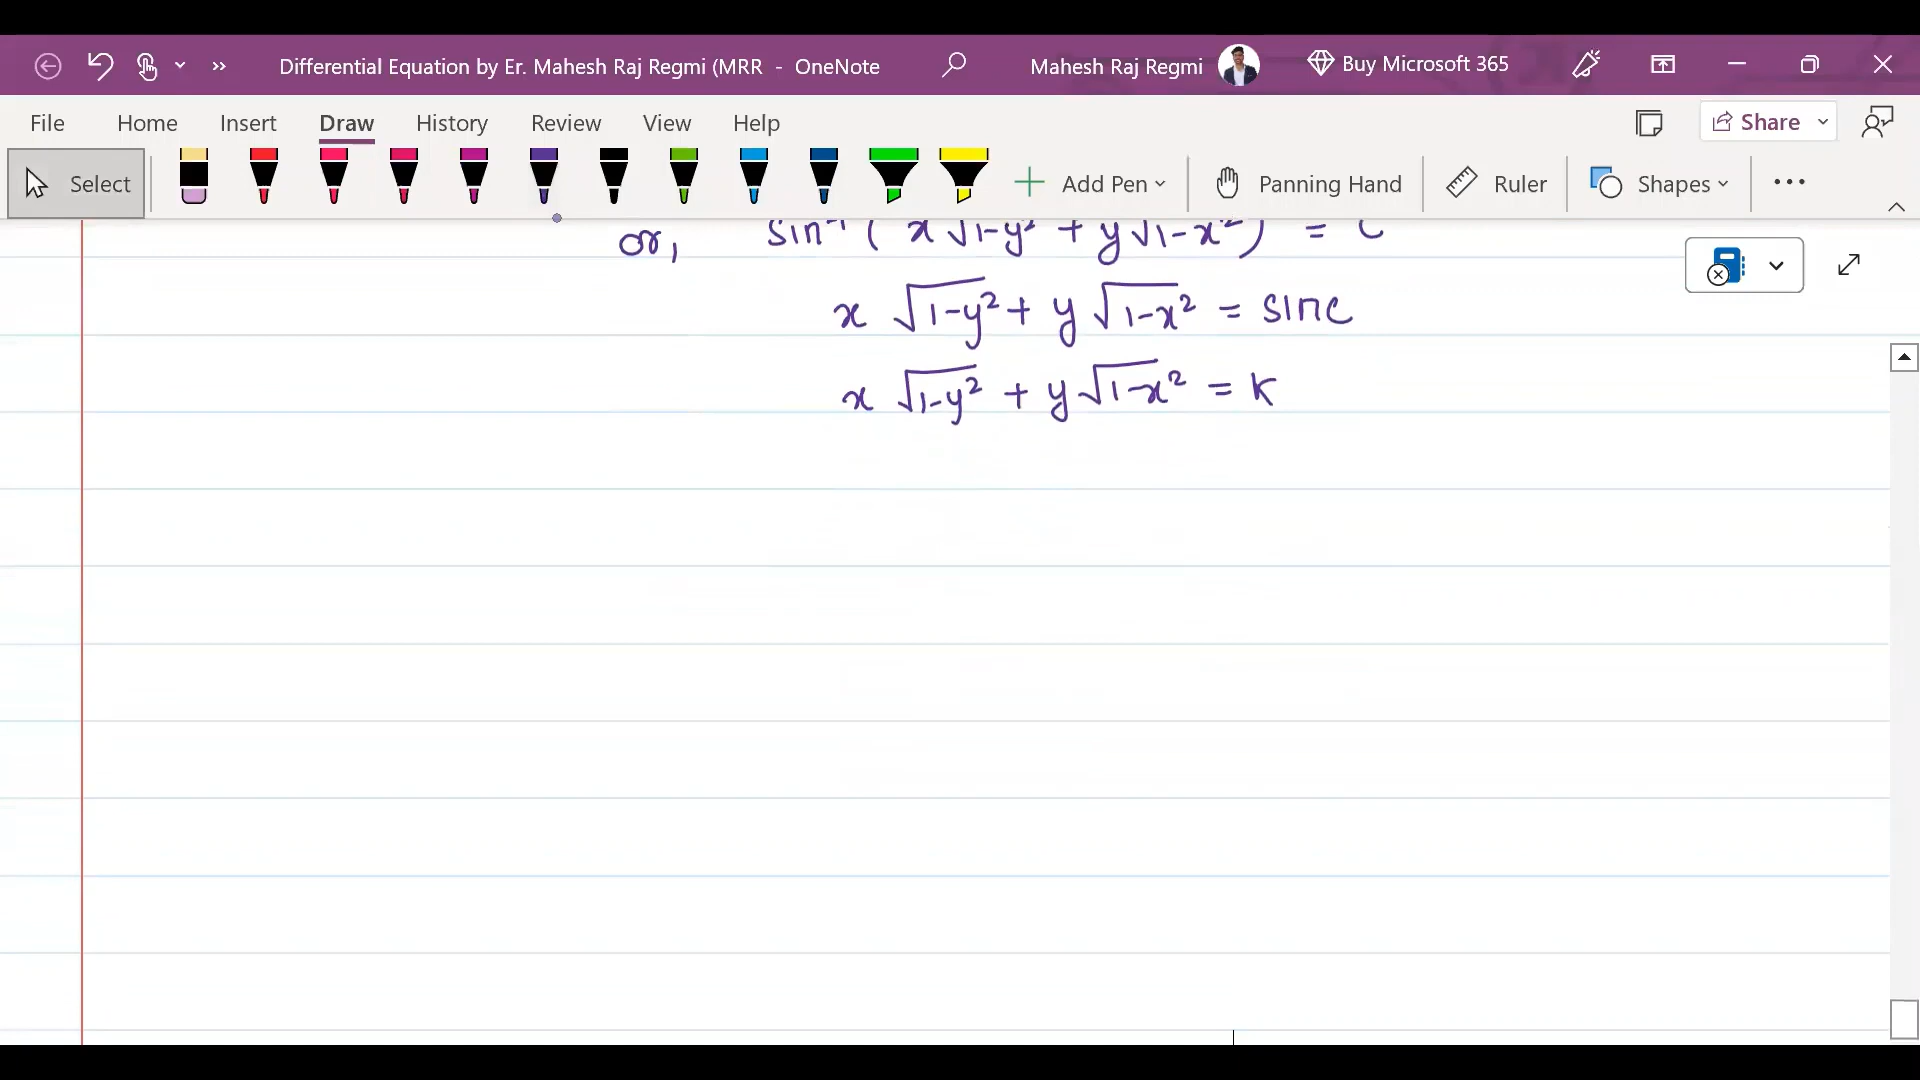 Differential Equation by Er. Mahesh Raj Regmi (MRR - OneNote
Mahesh Raj Regmi
Buy Microsoft 365
File Home Insert Draw History Review View Help
Share
Select
Add Pen
Panning Hand
Ruler
Shapes
or, sin⁻¹ ( x √1-y² + y √1-x² ) = C
x √1-y² + y √1-x² = sinc
x √1-y² + y √1-x² = K